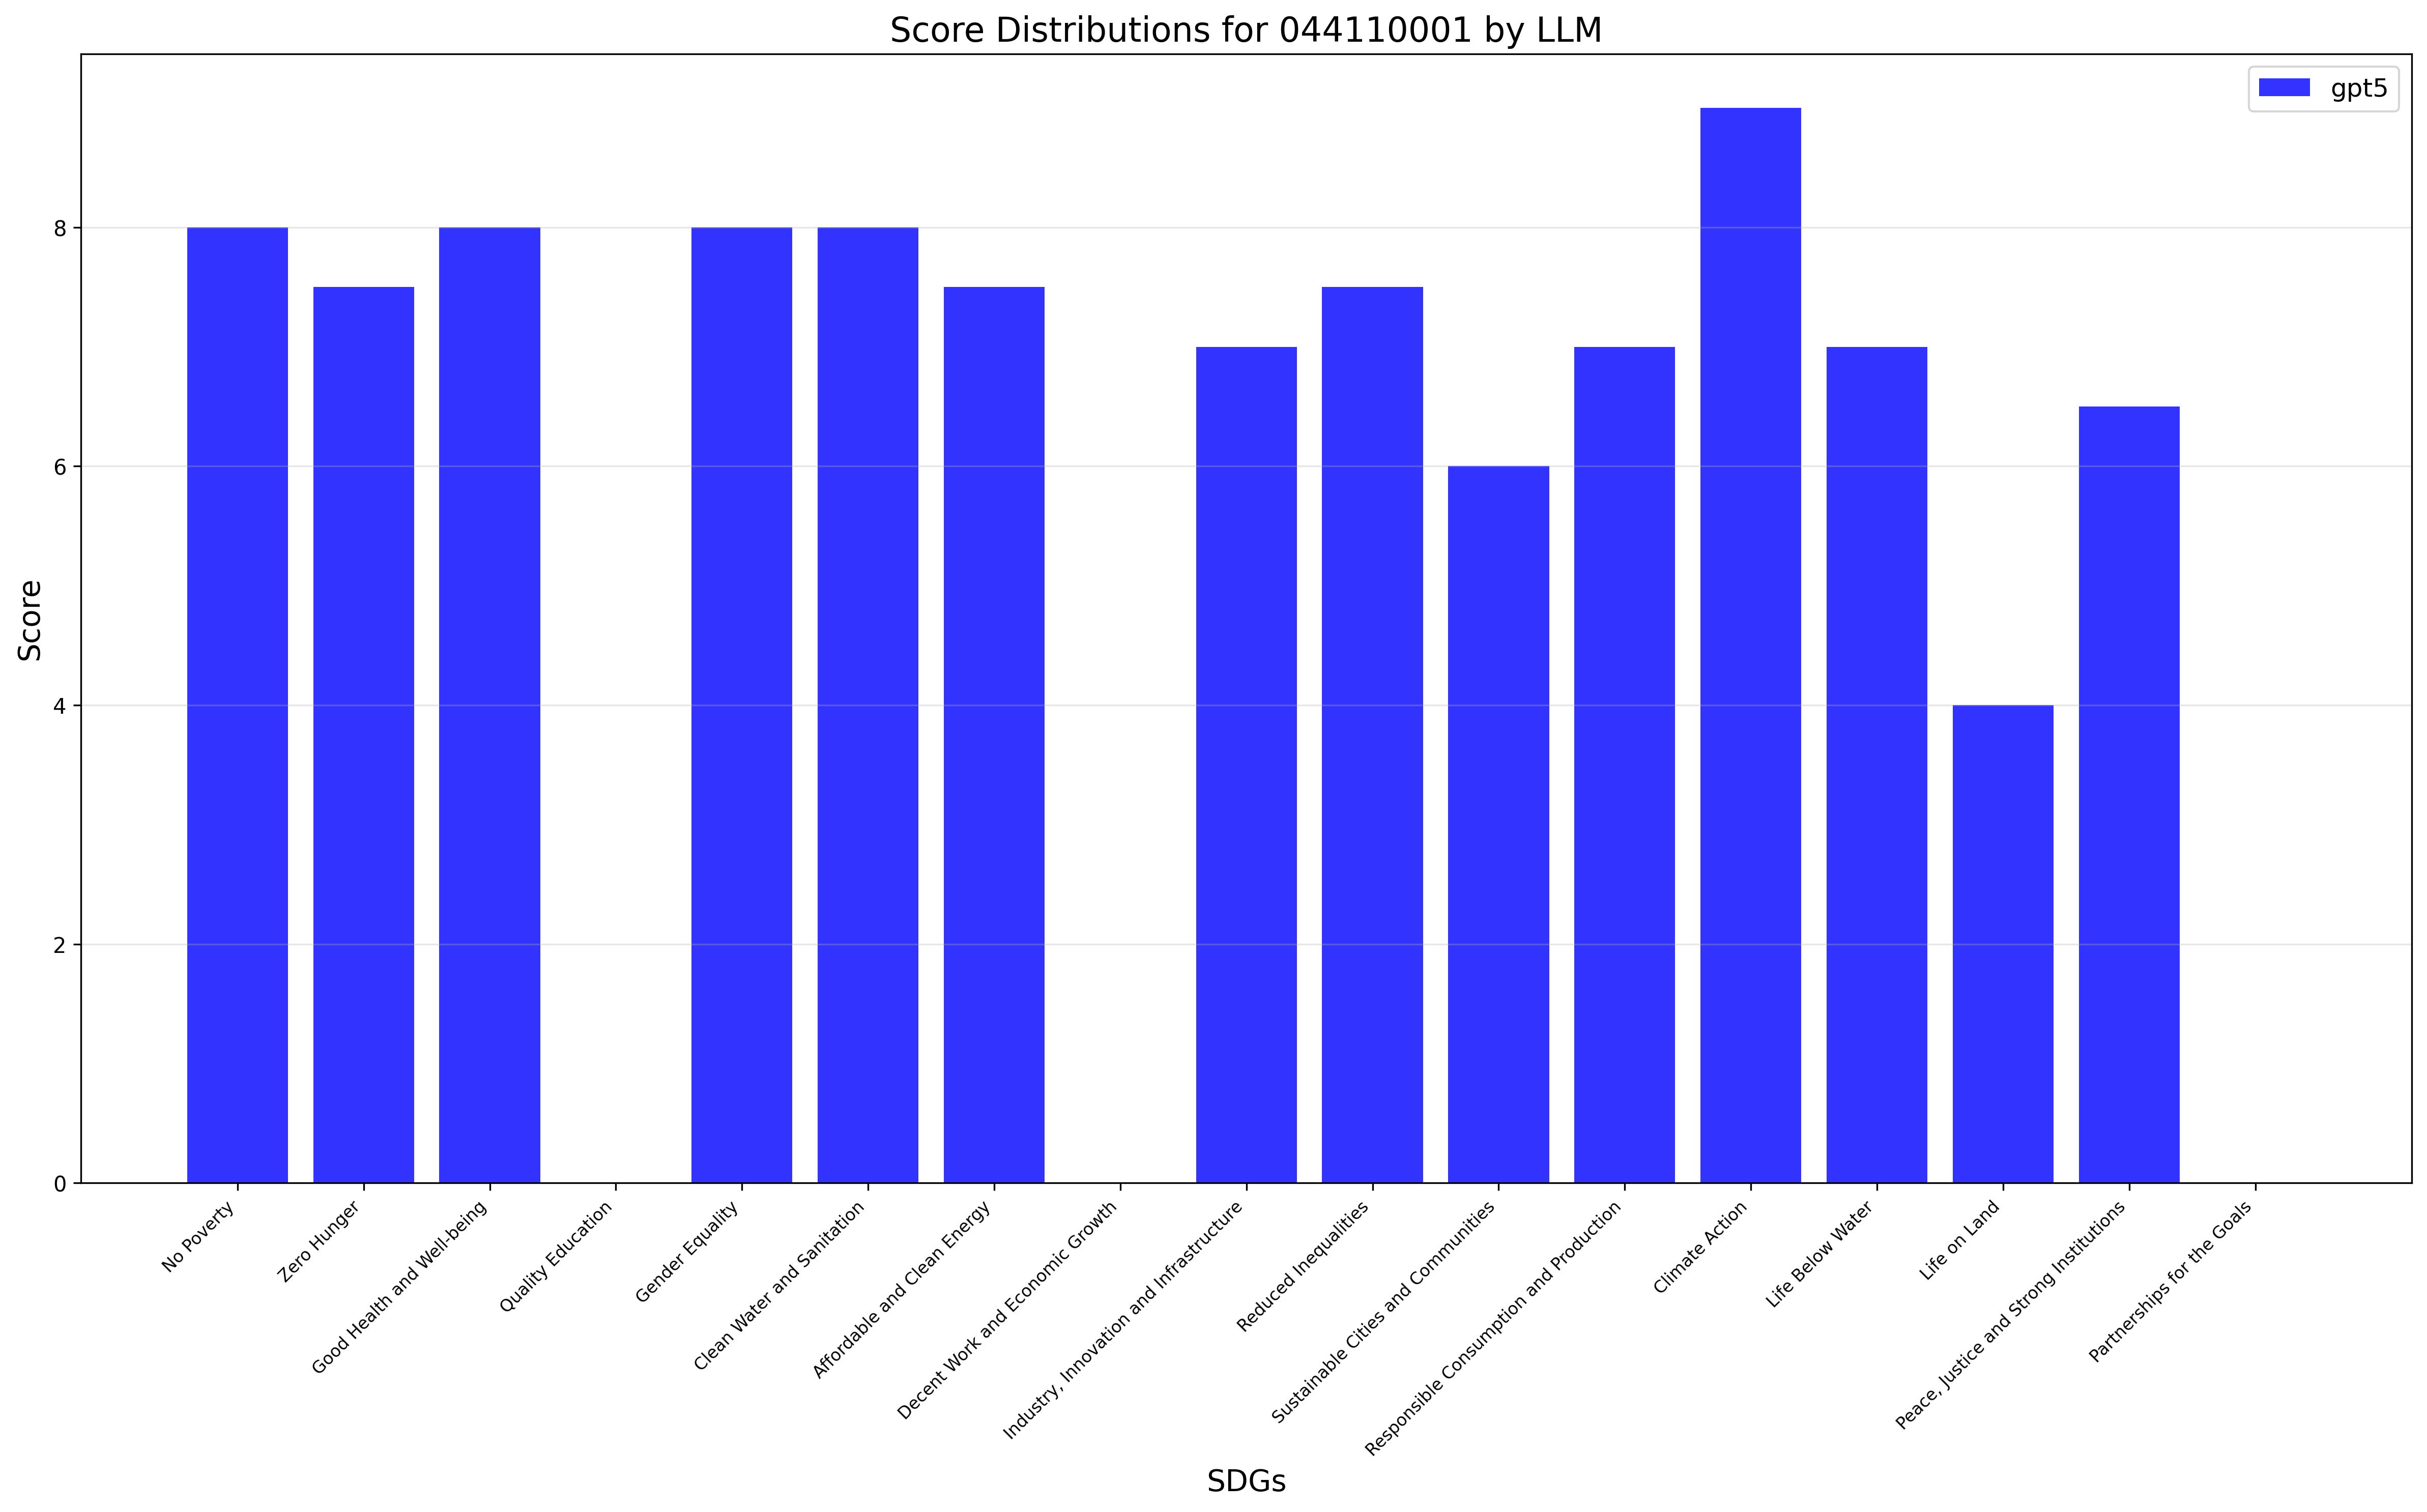 Score Distributions for 044110001 by LLM
gpt5
Score
8
6
4
2
0
No Poverty
Zero Hunger
Good Health and Well-being
Quality Education
Gender Equality
Clean Water and Sanitation
Affordable and Clean Energy
Decent Work and Economic Growth
Industry, Innovation and Infrastructure
Reduced Inequalities
Sustainable Cities and Communities
Responsible Consumption and Production
Climate Action
Life Below Water
Life on Land
Peace, Justice and Strong Institutions
Partnerships for the Goals
SDGs